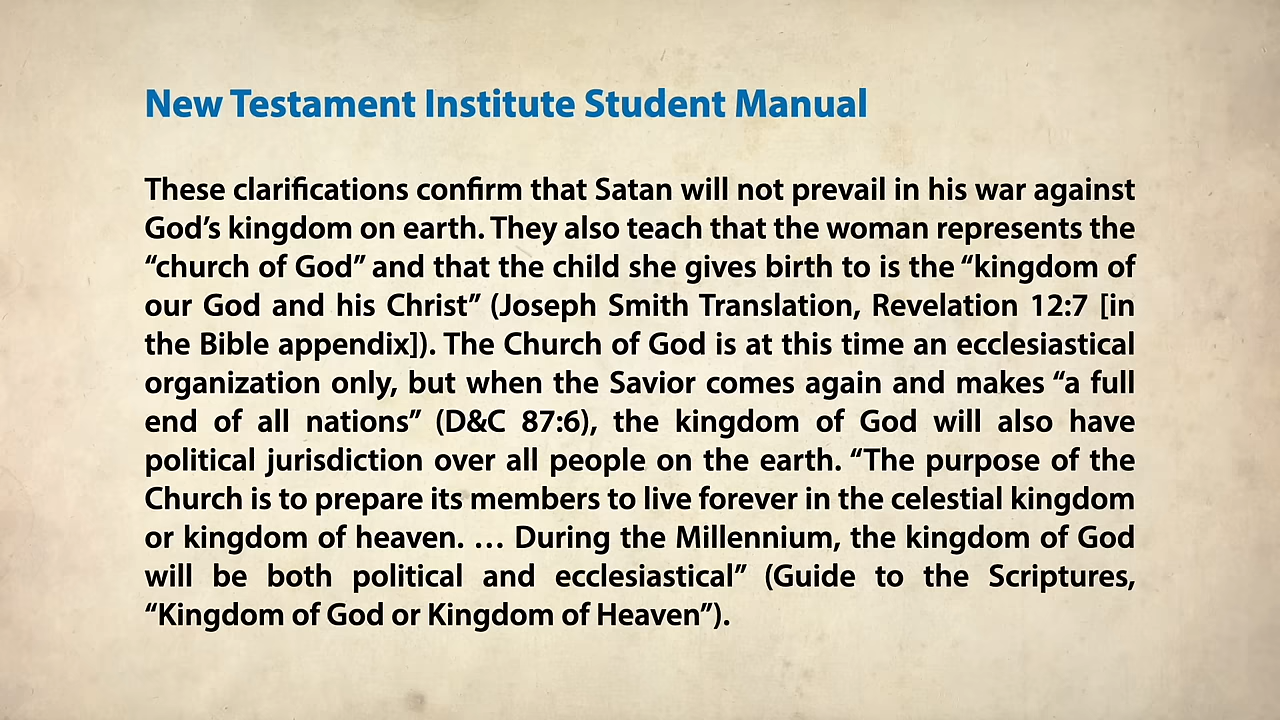 New Testament Institute Student Manual
These clarifications confirm that Satan will not prevail in his war against
God’s kingdom on earth. They also teach that the woman represents the
“church of God” and that the child she gives birth to is the “kingdom of
our God and his Christ” (Joseph Smith Translation, Revelation 12:7 [in
the Bible appendix]). The Church of God is at this time an ecclesiastical
organization only, but when the Savior comes again and makes “a full
end of all nations” (D&C 87:6), the kingdom of God will also have
political jurisdiction over all people on the earth. “The purpose of the
Church is to prepare its members to live forever in the celestial kingdom
or kingdom of heaven. … During the Millennium, the kingdom of God
will be both political and ecclesiastical” (Guide to the Scriptures,
“Kingdom of God or Kingdom of Heaven”).